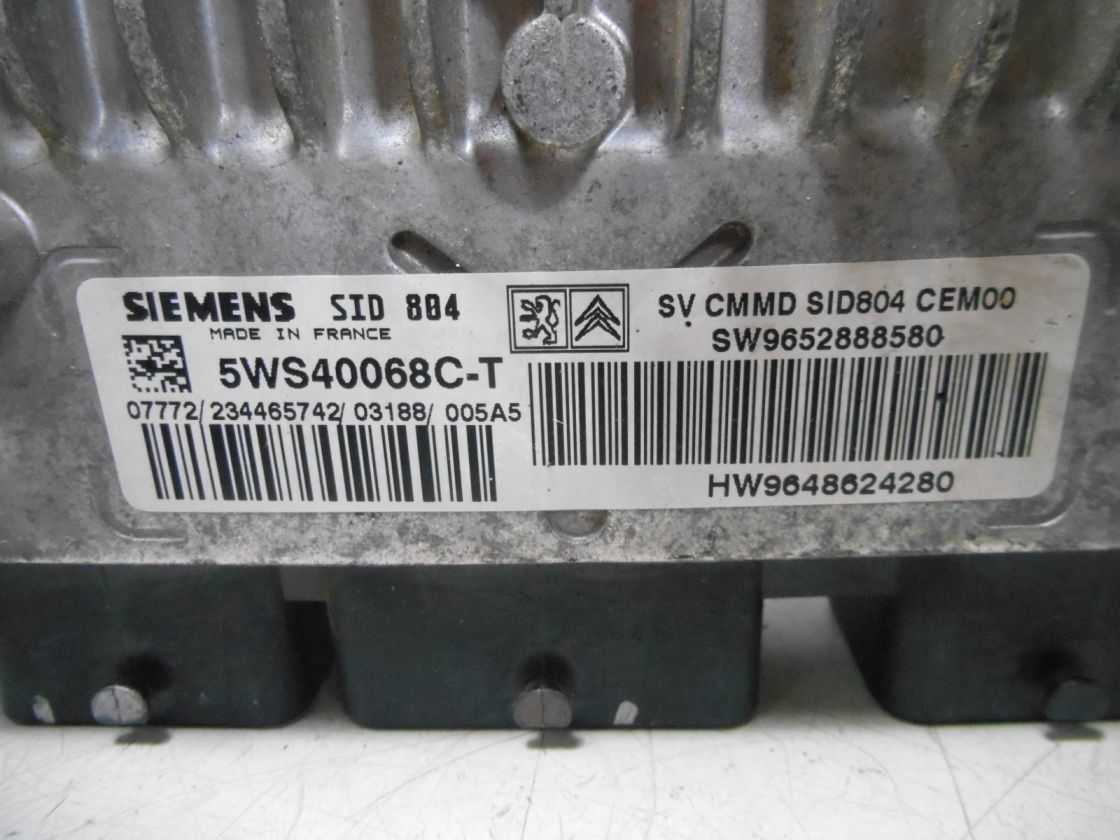 SIEMENS SID 804
MADE IN FRANCE
5WS40068C-T
07772/234465742/03188/ 005A5
SV CMMD SID804 CEM00
SW9652888580
HW9648624280